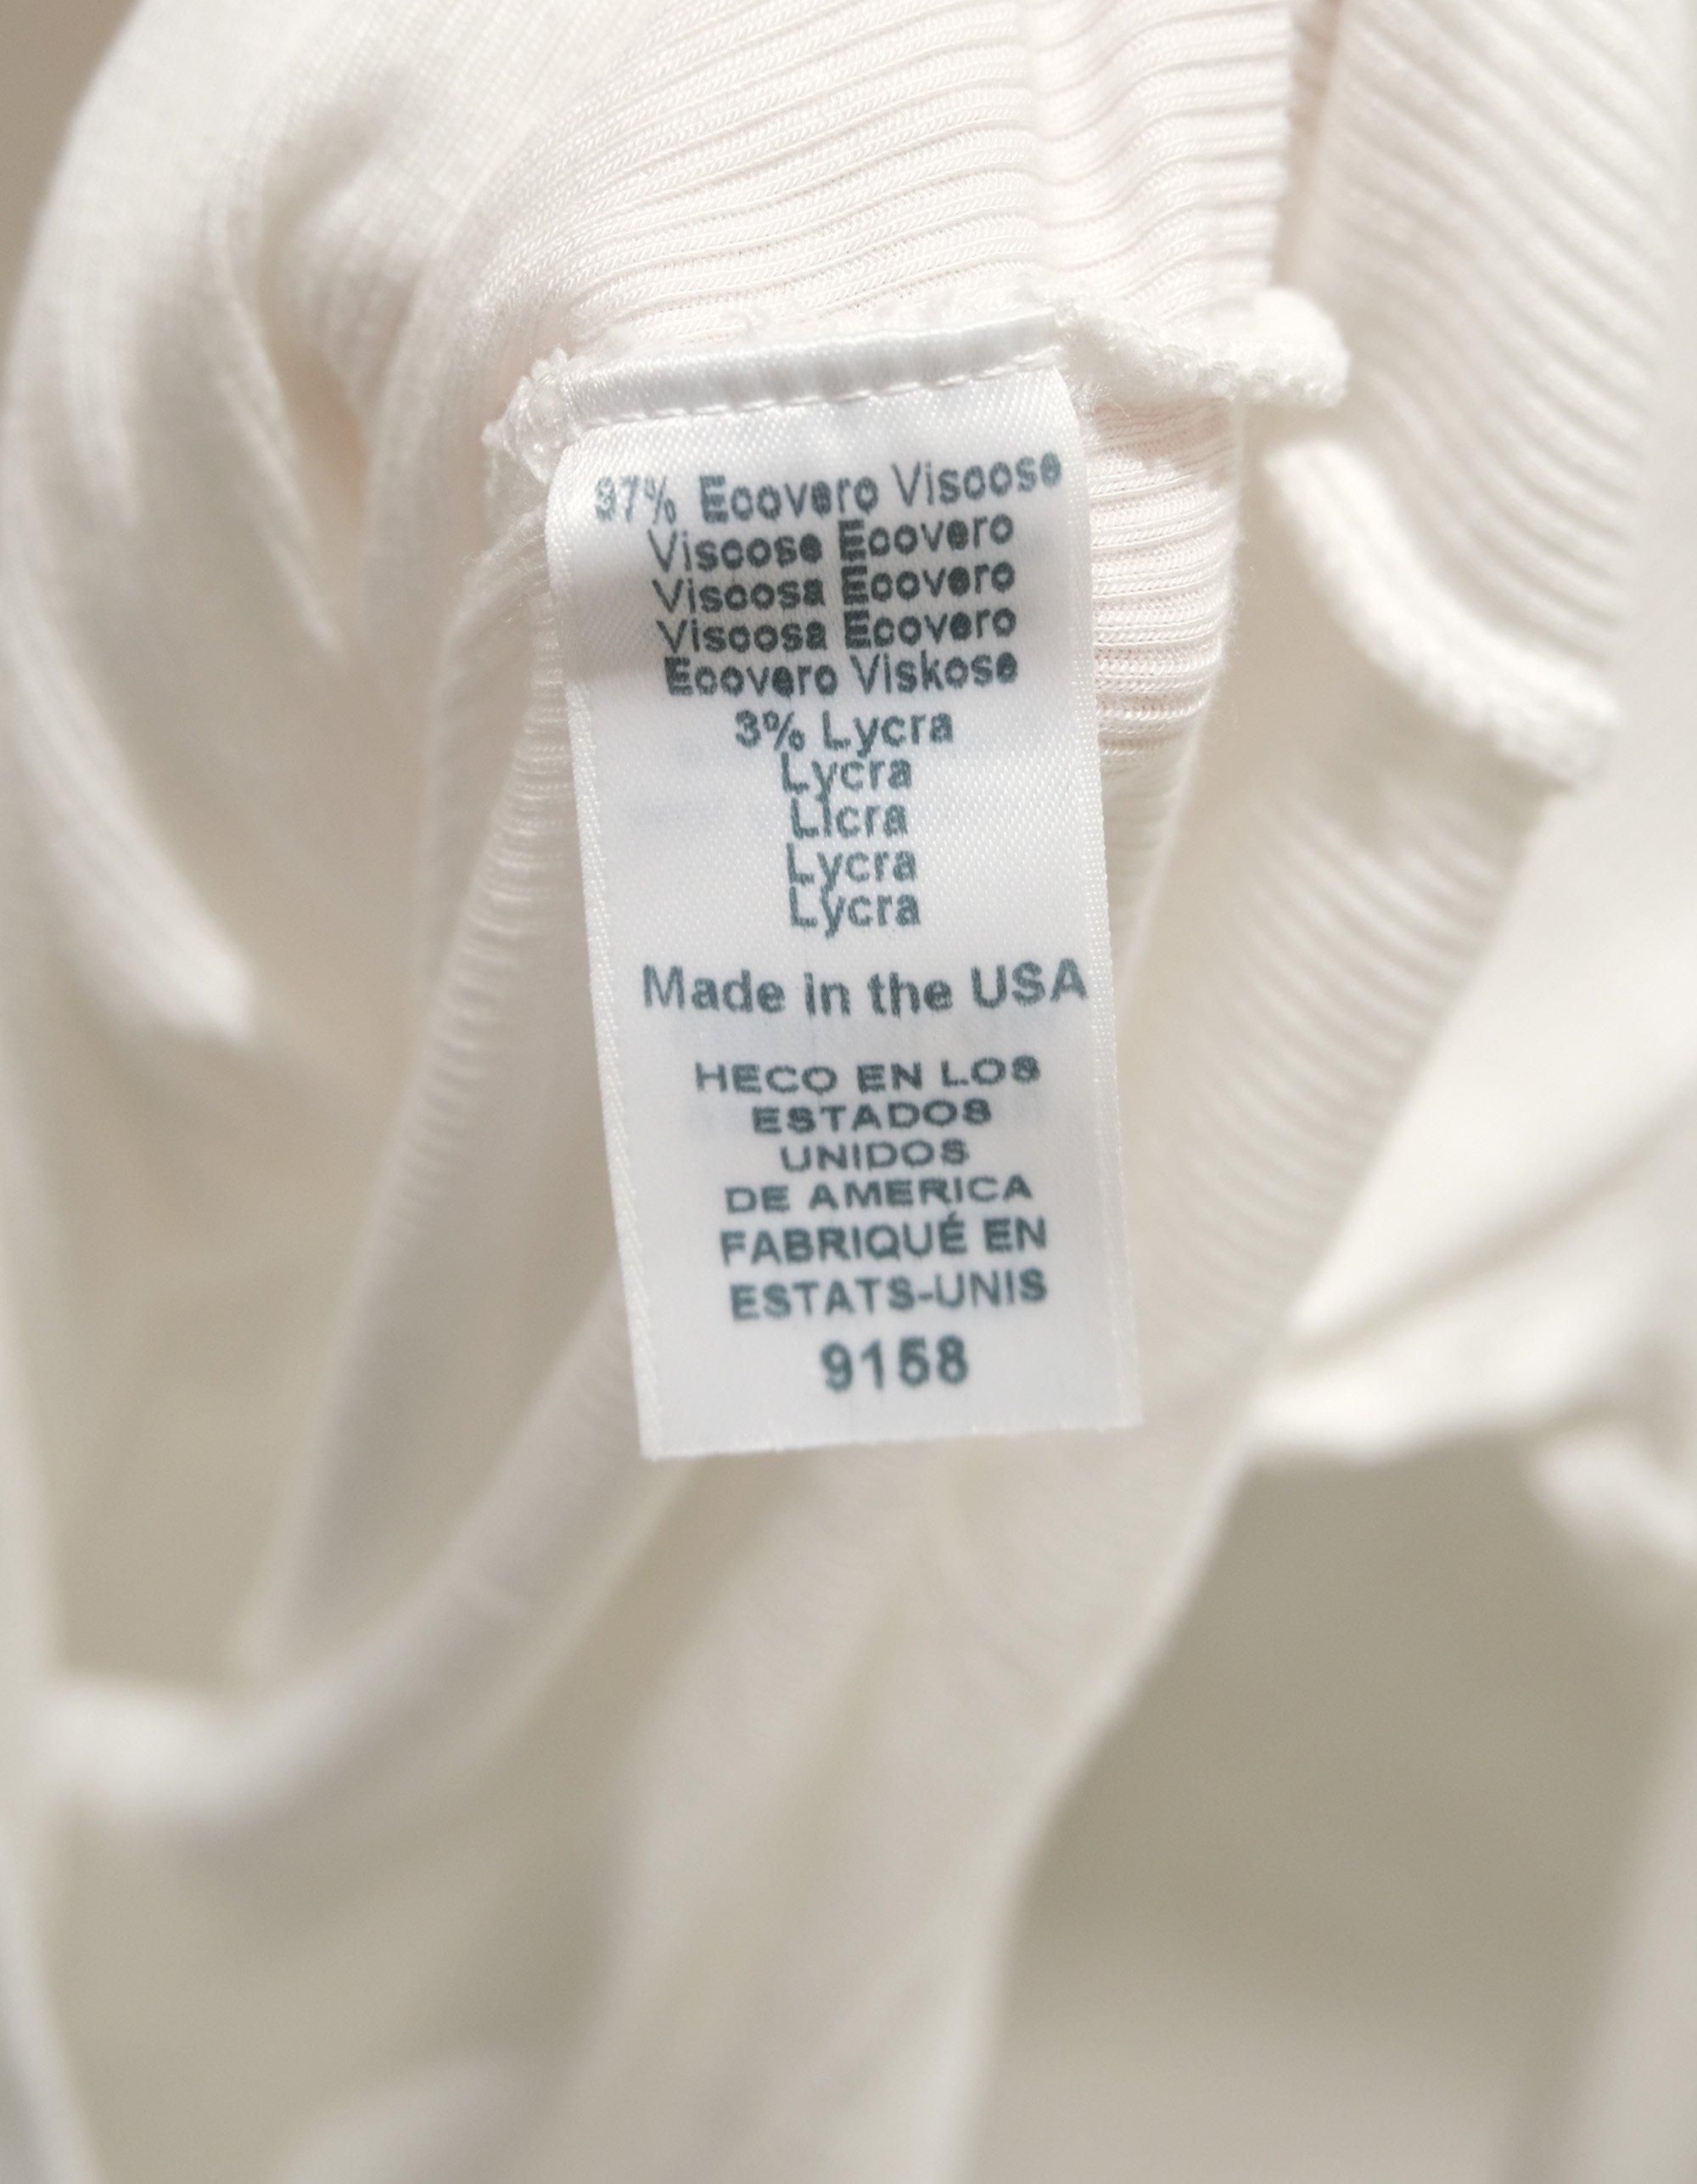 97% Ecovero Viscose
Viscose Ecovero
Viscosa Ecovero
Viscosa Ecovero
Ecovero Viskose
3% Lycra
Lycra
Licra
Lycra
Lycra
Made in the USA
HECO EN LOS
ESTADOS
UNIDOS
DE AMERICA
FABRIQUÉ EN
ESTATS-UNIS
9158